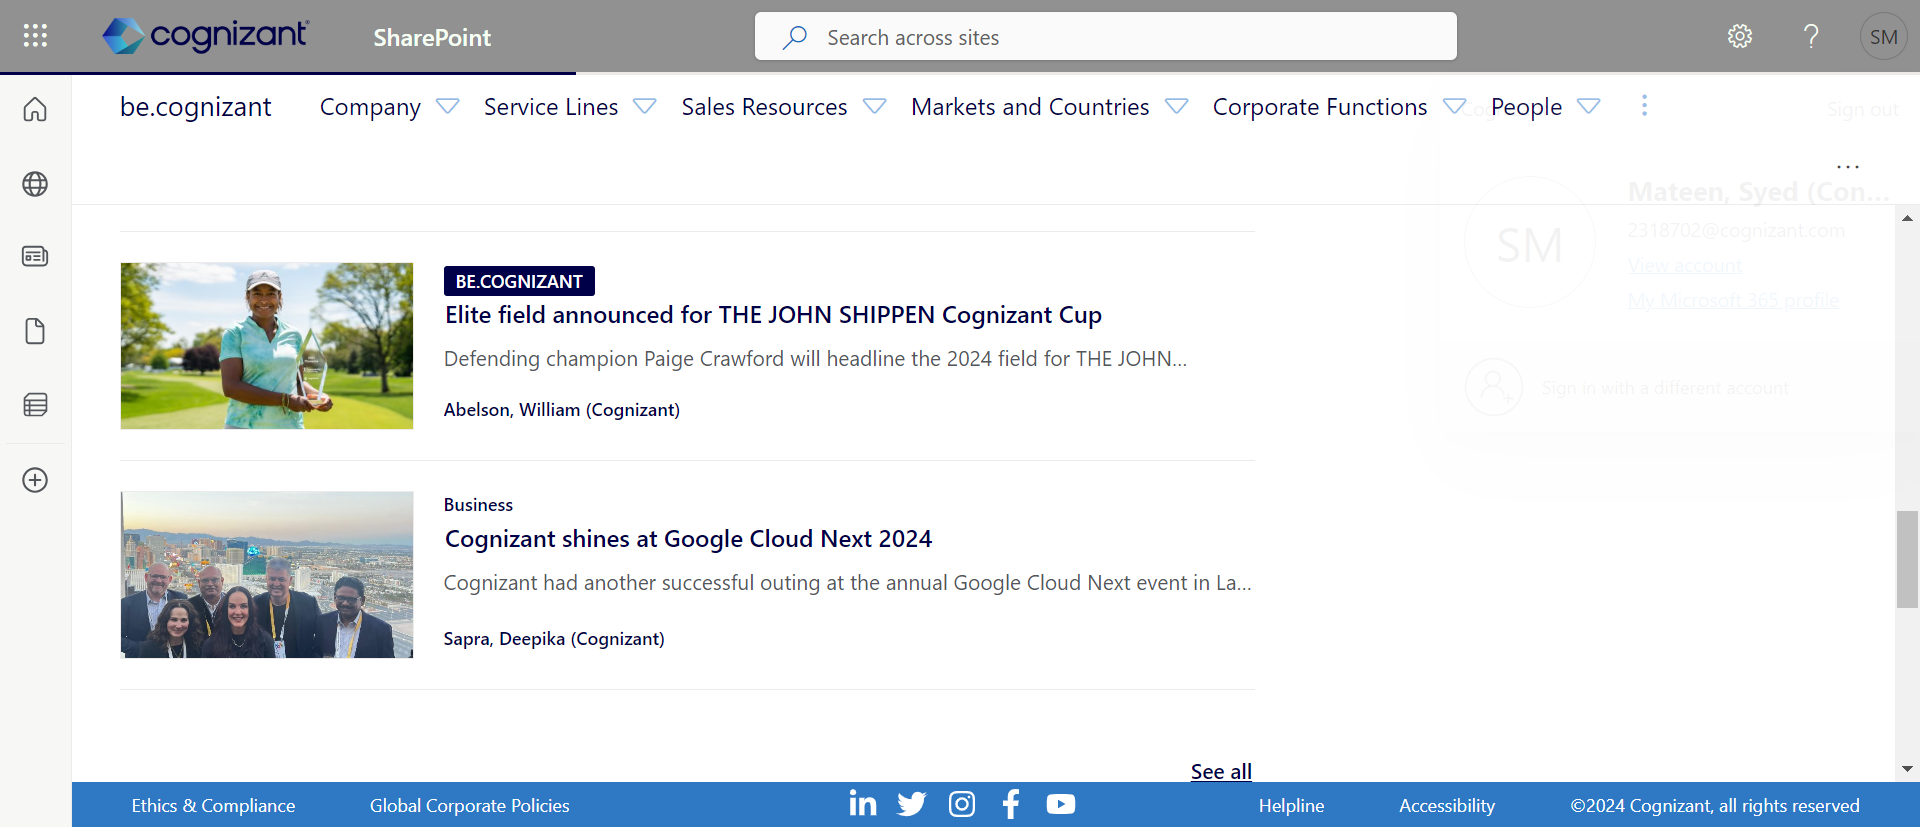 cognizant
SharePoint
Search across sites
SM
be.cognizant
Company
Service Lines
Sales Resources
Markets and Countries
Corporate Functions
People
Sign out
Mateen, Syed (Con...
SM
2318702@cognizant.com
View account
My Microsoft 365 profile
Sign in with a different account
BE.COGNIZANT
Elite field announced for THE JOHN SHIPPEN Cognizant Cup
Defending champion Paige Crawford will headline the 2024 field for THE JOHN...
Abelson, William (Cognizant)
Business
Cognizant shines at Google Cloud Next 2024
Cognizant had another successful outing at the annual Google Cloud Next event in La...
Sapra, Deepika (Cognizant)
See all
Ethics & Compliance
Global Corporate Policies
Helpline
Accessibility
©2024 Cognizant, all rights reserved